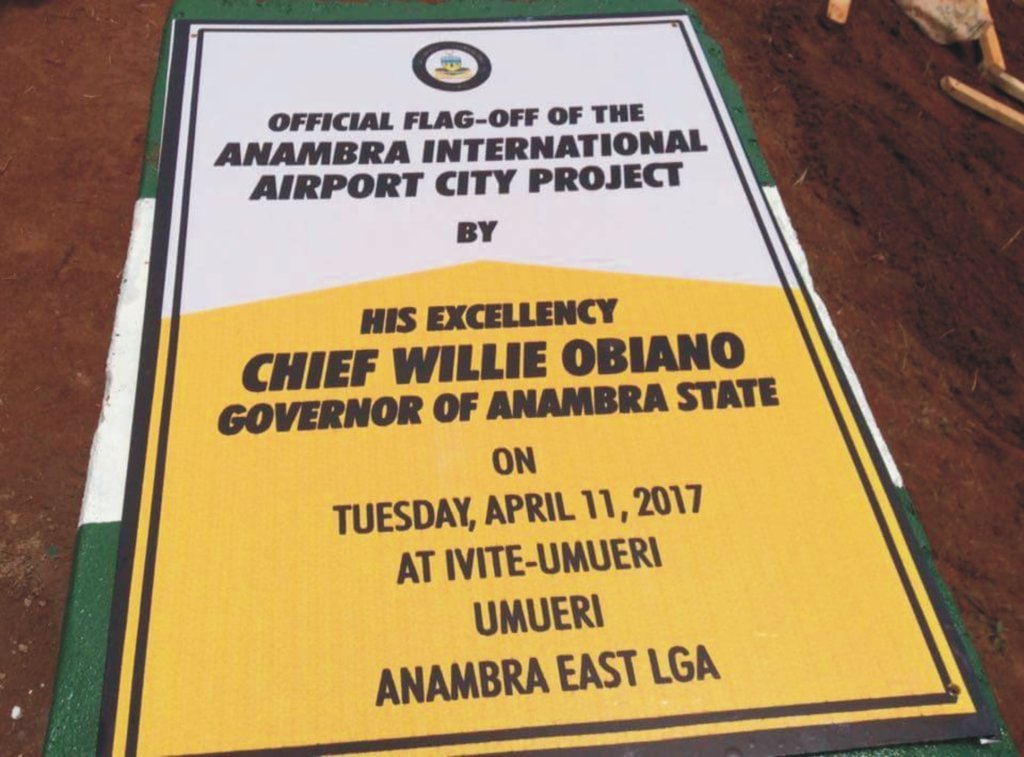 OFFICIAL FLAG-OFF OF THE
ANAMBRA INTERNATIONAL
AIRPORT CITY PROJECT
BY
HIS EXCELLENCY
CHIEF WILLIE OBIANO
GOVERNOR OF ANAMBRA STATE
ON
TUESDAY, APRIL 11, 2017
AT IVITE-UMUERI
UMUERI
ANAMBRA EAST LGA